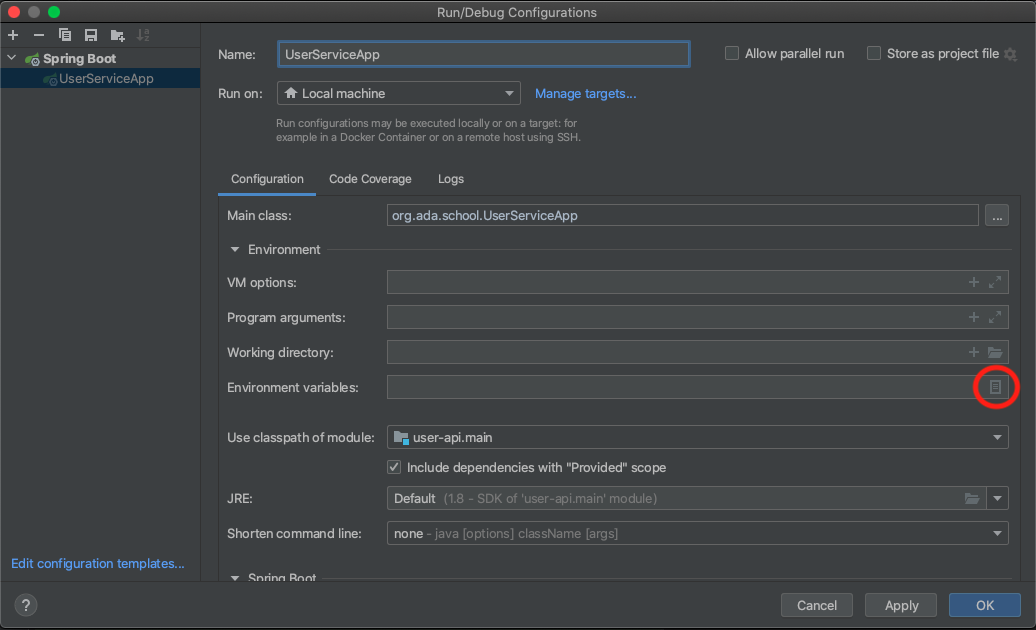 Run/Debug Configurations
Spring Boot
UserServiceApp
Edit configuration templates...
Name: UserServiceApp Allow parallel run Store as project file
Run on: Local machine Manage targets...
Run configurations may be executed locally or on a target: for
example in a Docker Container or on a remote host using SSH.
Configuration Code Coverage Logs
Main class: org.ada.school.UserServiceApp ...
Environment
VM options:
Program arguments:
Working directory:
Environment variables:
Use classpath of module: user-api.main
Include dependencies with "Provided" scope
JRE: Default (1.8 - SDK of 'user-api.main' module)
Shorten command line: none - java [options] className [args]
Spring Boot
? Cancel Apply OK